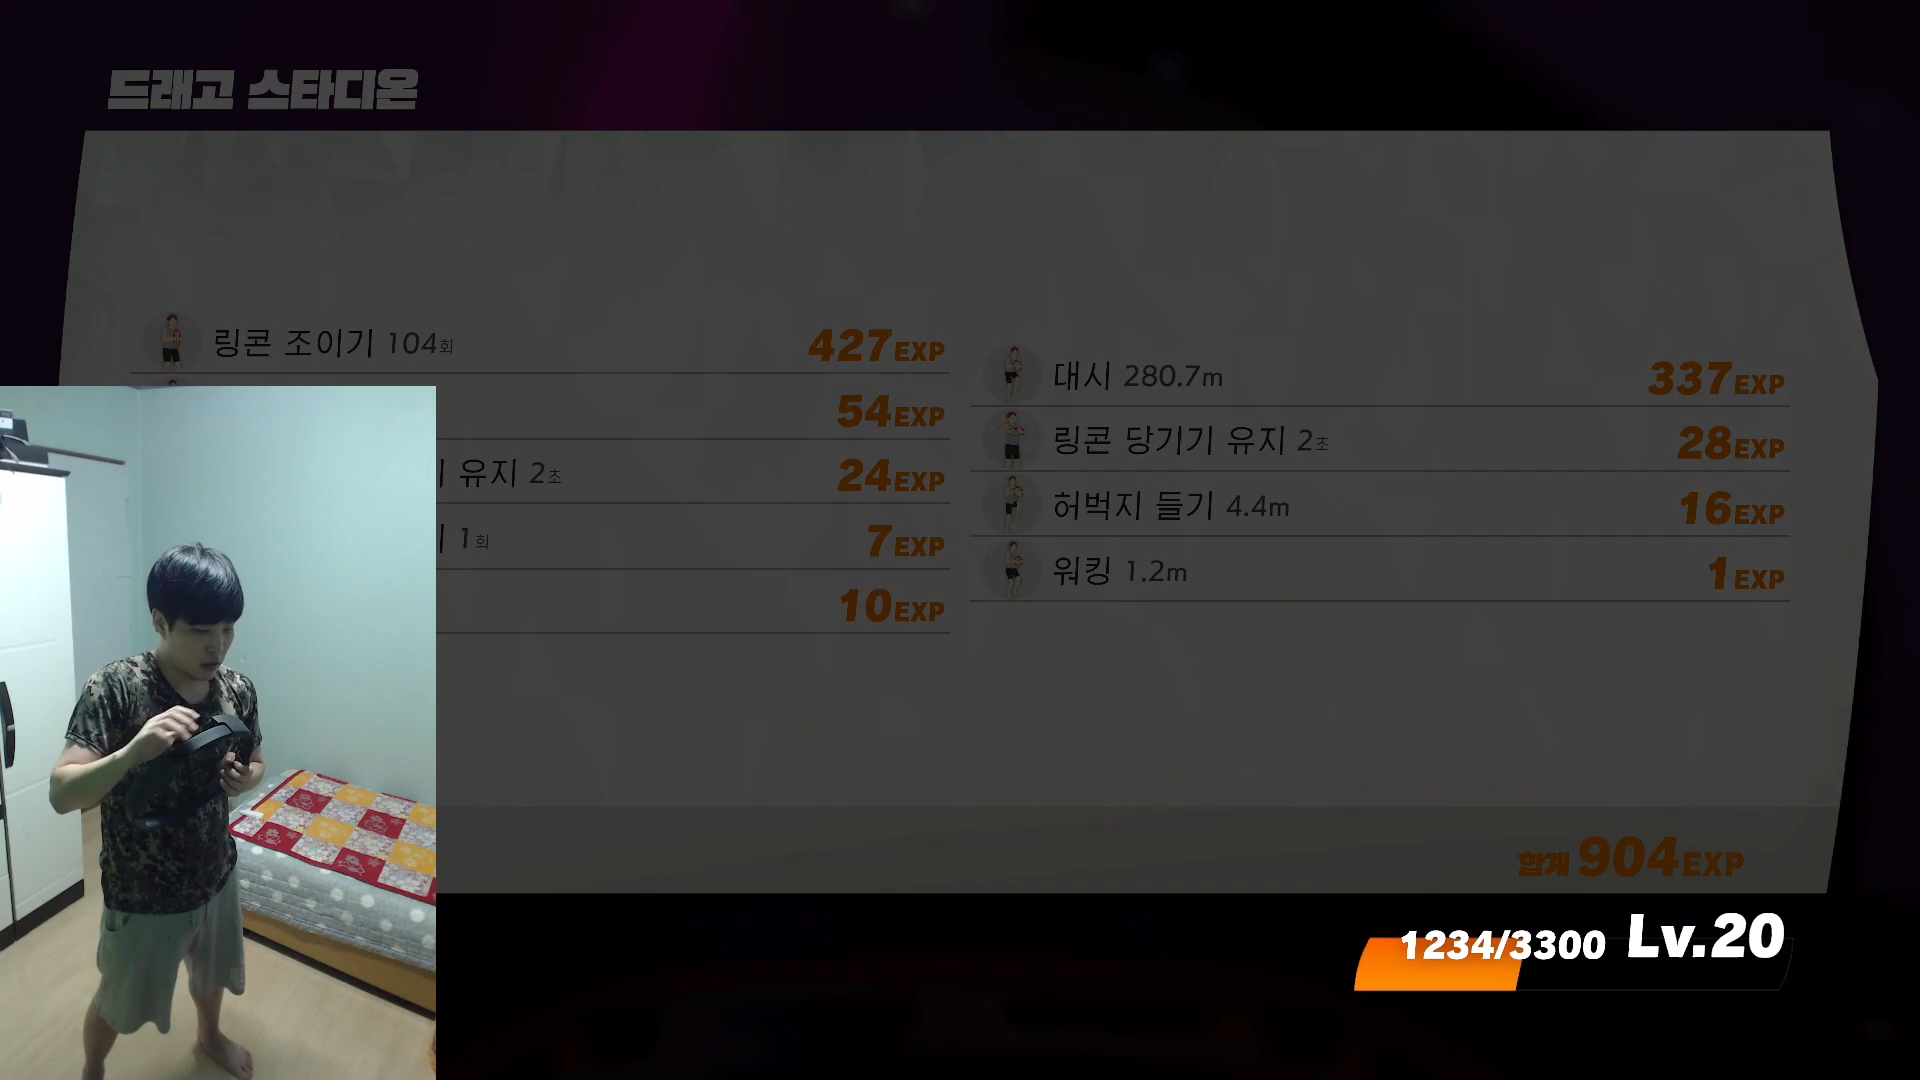 드래고 스타디온
링콘 조이기 104회 427EXP
54EXP
유지 2초 24EXP
1회 7EXP
10EXP
대시 280.7m 337EXP
링콘 당기기 유지 2초 28EXP
허벅지 들기 4.4m 16EXP
워킹 1.2m 1EXP
합계 904EXP
1234/3300 Lv.20